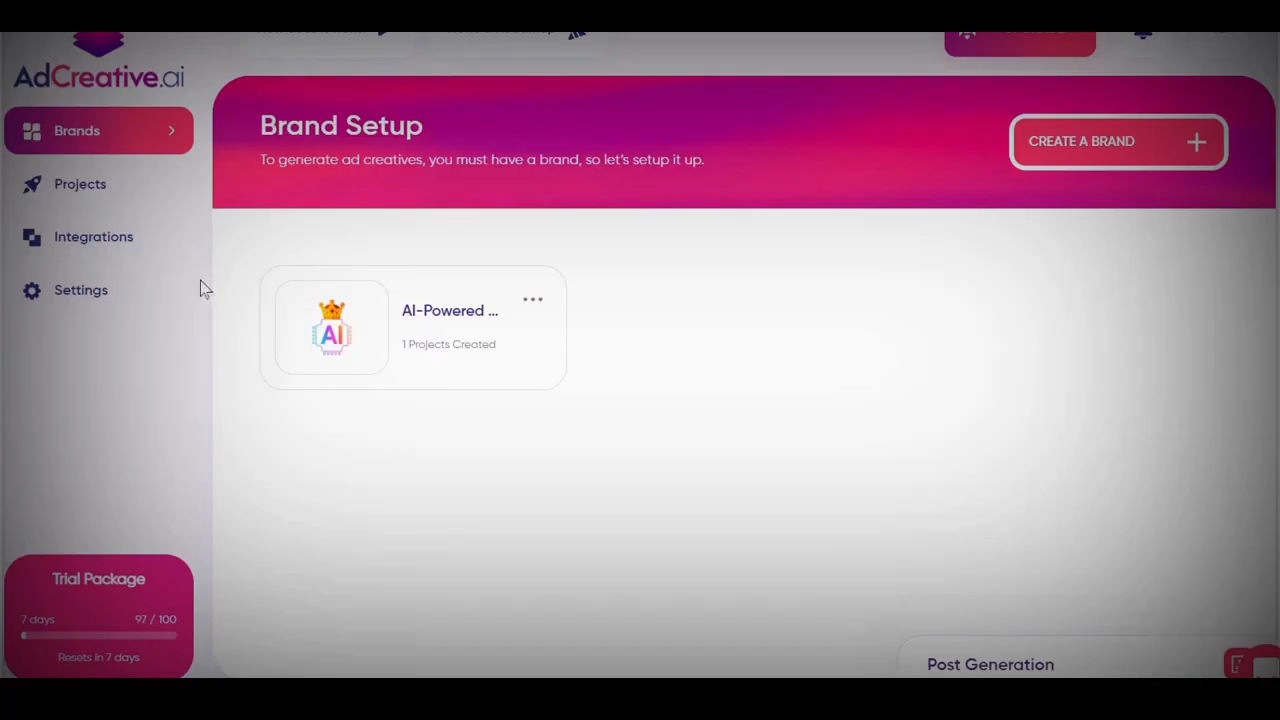 AdCreative.ai
Brands
Projects
Integrations
Settings
Brand Setup
To generate ad creatives, you must have a brand, so let's setup it up.
CREATE A BRAND
AI
AI-Powered ...
1 Projects Created
Trial Package
7 days 97 / 100
Resets in 7 days
Post Generation